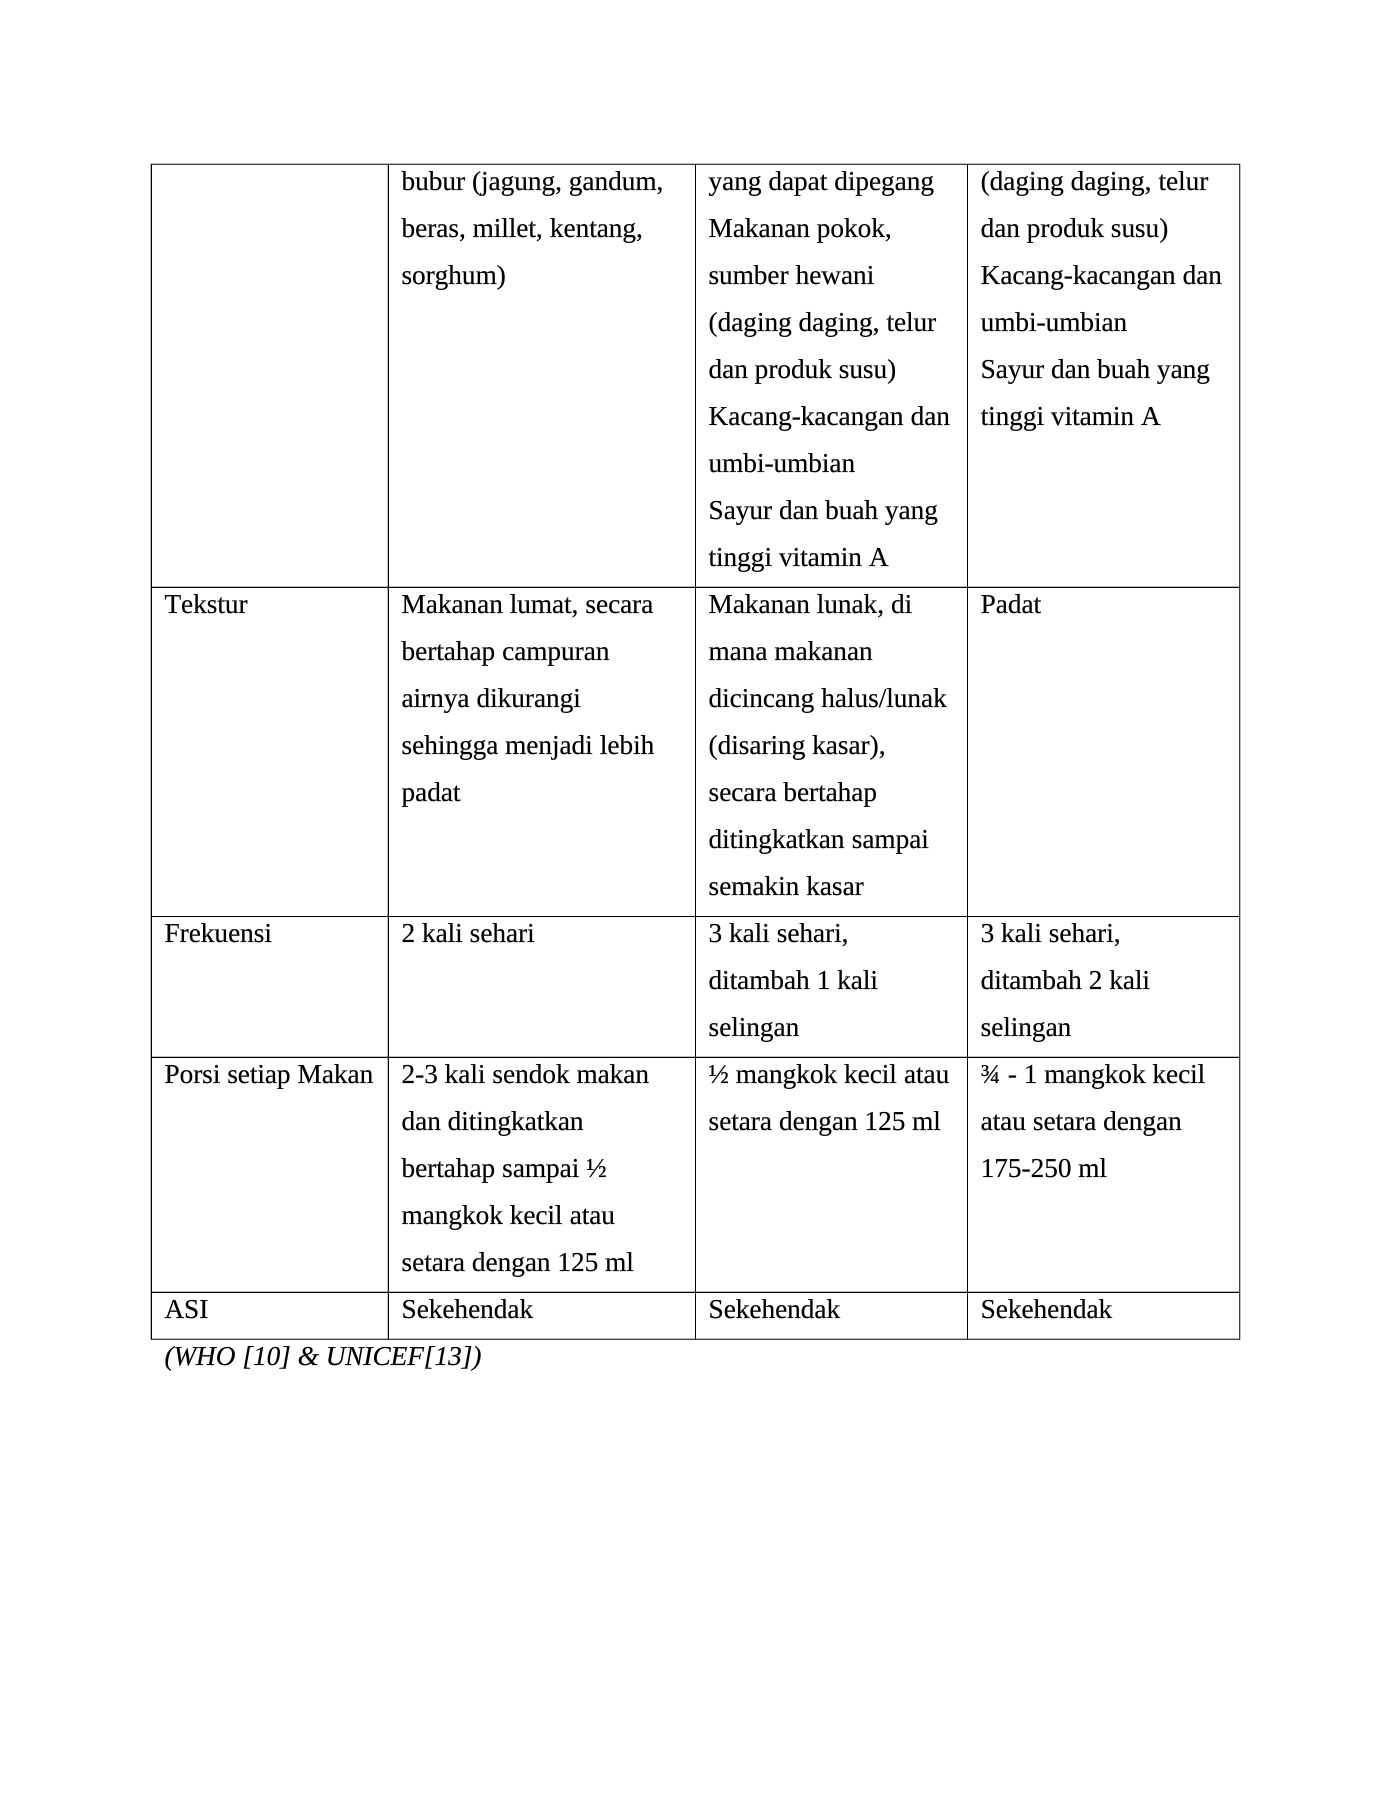 bubur (jagung, gandum,
beras, millet, kentang,
sorghum)
yang dapat dipegang
Makanan pokok,
sumber hewani
(daging daging, telur
dan produk susu)
Kacang-kacangan dan
umbi-umbian
Sayur dan buah yang
tinggi vitamin A
(daging daging, telur
dan produk susu)
Kacang-kacangan dan
umbi-umbian
Sayur dan buah yang
tinggi vitamin A
Tekstur
Makanan lumat, secara
bertahap campuran
airnya dikurangi
sehingga menjadi lebih
padat
Makanan lunak, di
mana makanan
dicincang halus/lunak
(disaring kasar),
secara bertahap
ditingkatkan sampai
semakin kasar
Padat
Frekuensi
2 kali sehari
3 kali sehari,
ditambah 1 kali
selingan
3 kali sehari,
ditambah 2 kali
selingan
Porsi setiap Makan
2-3 kali sendok makan
dan ditingkatkan
bertahap sampai ½
mangkok kecil atau
setara dengan 125 ml
½ mangkok kecil atau
setara dengan 125 ml
¾ - 1 mangkok kecil
atau setara dengan
175-250 ml
ASI
Sekehendak
Sekehendak
Sekehendak
(WHO [10] & UNICEF[13])